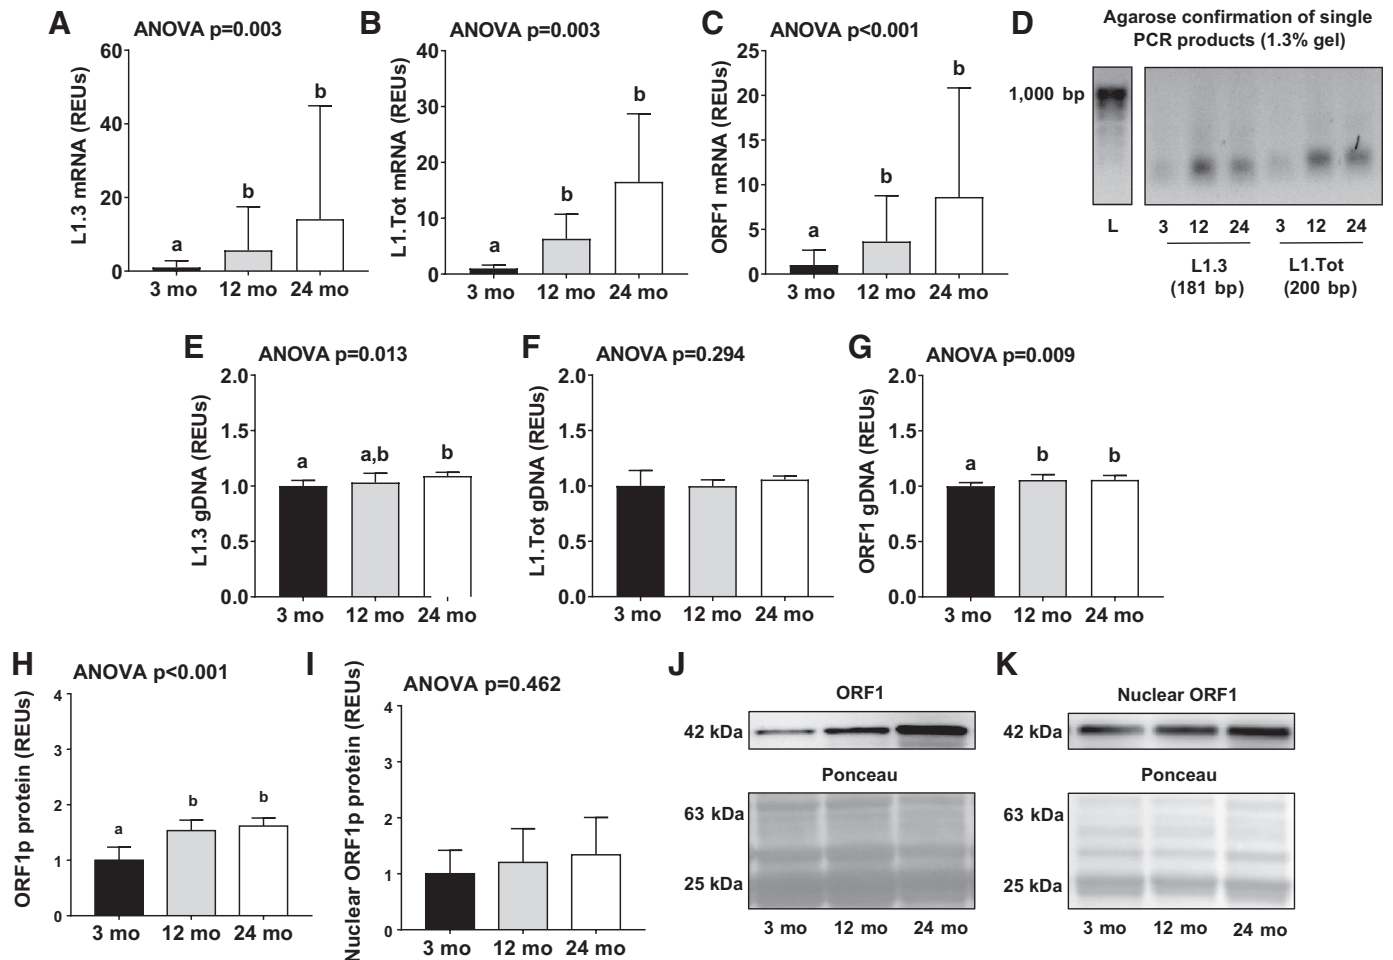 A
ANOVA p=0.003
L1.3 mRNA (REUs)
60
40
20
0
a
b
b
3 mo 12 mo 24 mo
B
ANOVA p=0.003
L1.Tot mRNA (REUs)
40
30
20
10
0
a
b
b
3 mo 12 mo 24 mo
C
ANOVA p<0.001
ORF1 mRNA (REUs)
25
20
15
10
5
0
a
b
b
3 mo 12 mo 24 mo
D
Agarose confirmation of single
PCR products (1.3% gel)
1,000 bp
L 3 12 24 3 12 24
L1.3 L1.Tot
(181 bp) (200 bp)
E
ANOVA p=0.013
L1.3 gDNA (REUs)
2.0
1.5
1.0
0.5
0.0
a
a,b
b
3 mo 12 mo 24 mo
F
ANOVA p=0.294
L1.Tot gDNA (REUs)
2.0
1.5
1.0
0.5
0.0
3 mo 12 mo 24 mo
G
ANOVA p=0.009
ORF1 gDNA (REUs)
2.0
1.5
1.0
0.5
0.0
a
b
b
3 mo 12 mo 24 mo
H
ANOVA p<0.001
ORF1p protein (REUs)
4
3
2
1
0
a
b
b
3 mo 12 mo 24 mo
I
ANOVA p=0.462
Nuclear ORF1p protein (REUs)
4
3
2
1
0
3 mo 12 mo 24 mo
J
ORF1
42 kDa
Ponceau
63 kDa
25 kDa
3 mo 12 mo 24 mo
K
Nuclear ORF1
42 kDa
Ponceau
63 kDa
25 kDa
3 mo 12 mo 24 mo